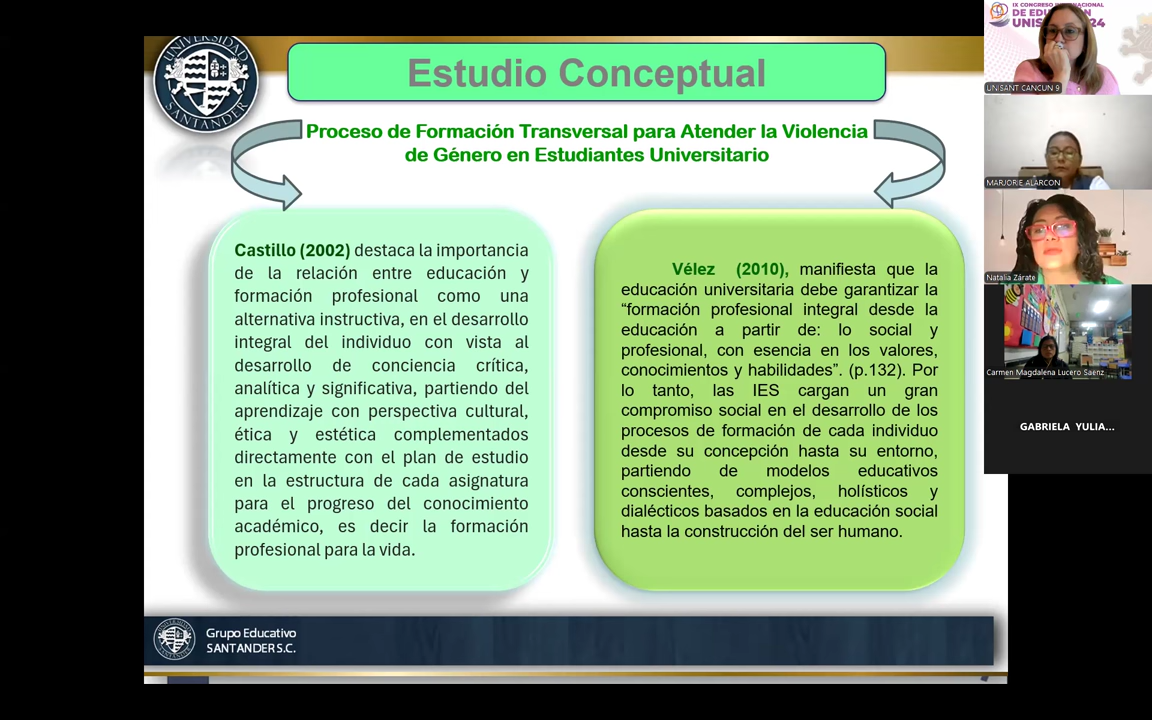 UNIVERSIDAD
SANTANDER
Estudio Conceptual
Proceso de Formación Transversal para Atender la Violencia
de Género en Estudiantes Universitario
Castillo (2002) destaca la importancia
de la relación entre educación y
formación profesional como una
alternativa instructiva, en el desarrollo
integral del individuo con vista al
desarrollo de conciencia crítica,
analítica y significativa, partiendo del
aprendizaje con perspectiva cultural,
ética y estética complementados
directamente con el plan de estudio
en la estructura de cada asignatura
para el progreso del conocimiento
académico, es decir la formación
profesional para la vida.
Vélez (2010), manifiesta que la
educación universitaria debe garantizar la
“formación profesional integral desde la
educación a partir de: lo social y
profesional, con esencia en los valores,
conocimientos y habilidades”. (p.132). Por
lo tanto, las IES cargan un gran
compromiso social en el desarrollo de los
procesos de formación de cada individuo
desde su concepción hasta su entorno,
partiendo de modelos educativos
conscientes, complejos, holísticos y
dialécticos basados en la educación social
hasta la construcción del ser humano.
Grupo Educativo
SANTANDER S.C.
IX CONGRESO
DE
UNIS 24
UNISANT CANCUN 9
MARJORIE ALARCON
Natalia Zárate
Carmen Magdalena Lucero Saenz
GABRIELA YULIA...